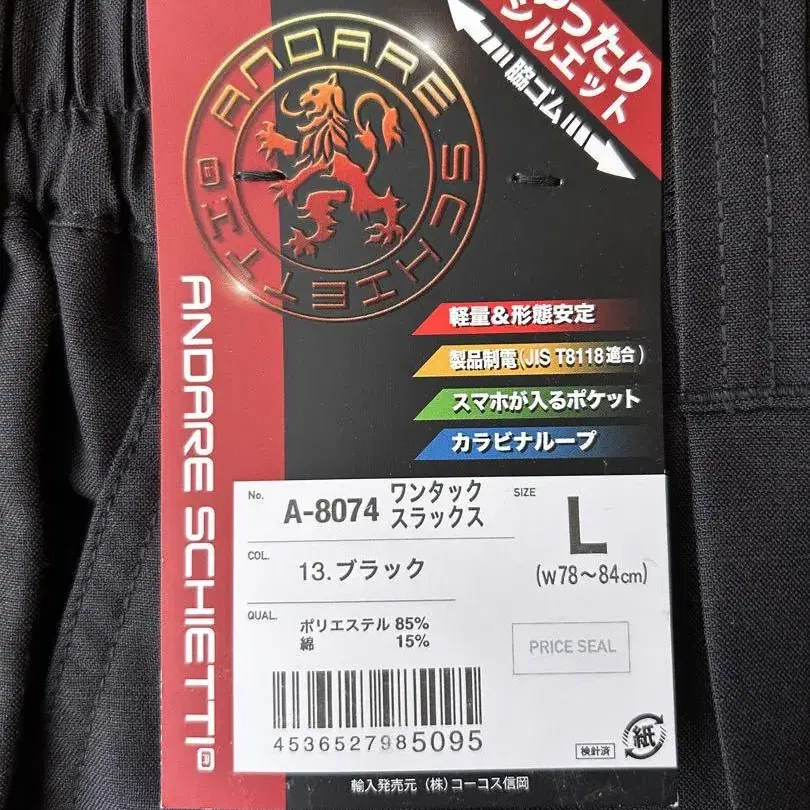 ゆったり
シルエット
脇ゴム
ANDARE SCHIETTI
ANDARE SCHIETTI
軽量&形態安定
製品制電(JIS T8118適合)
スマホが入るポケット
カラビナループ
No. A-8074 ワンタック
スラックス
SIZE L
(W78~84cm)
COL. 13.ブラック
QUAL. ポリエステル 85%
綿 15%
PRICE SEAL
4536527985095
検針済
紙
輸入発売元 (株)コーコス信岡